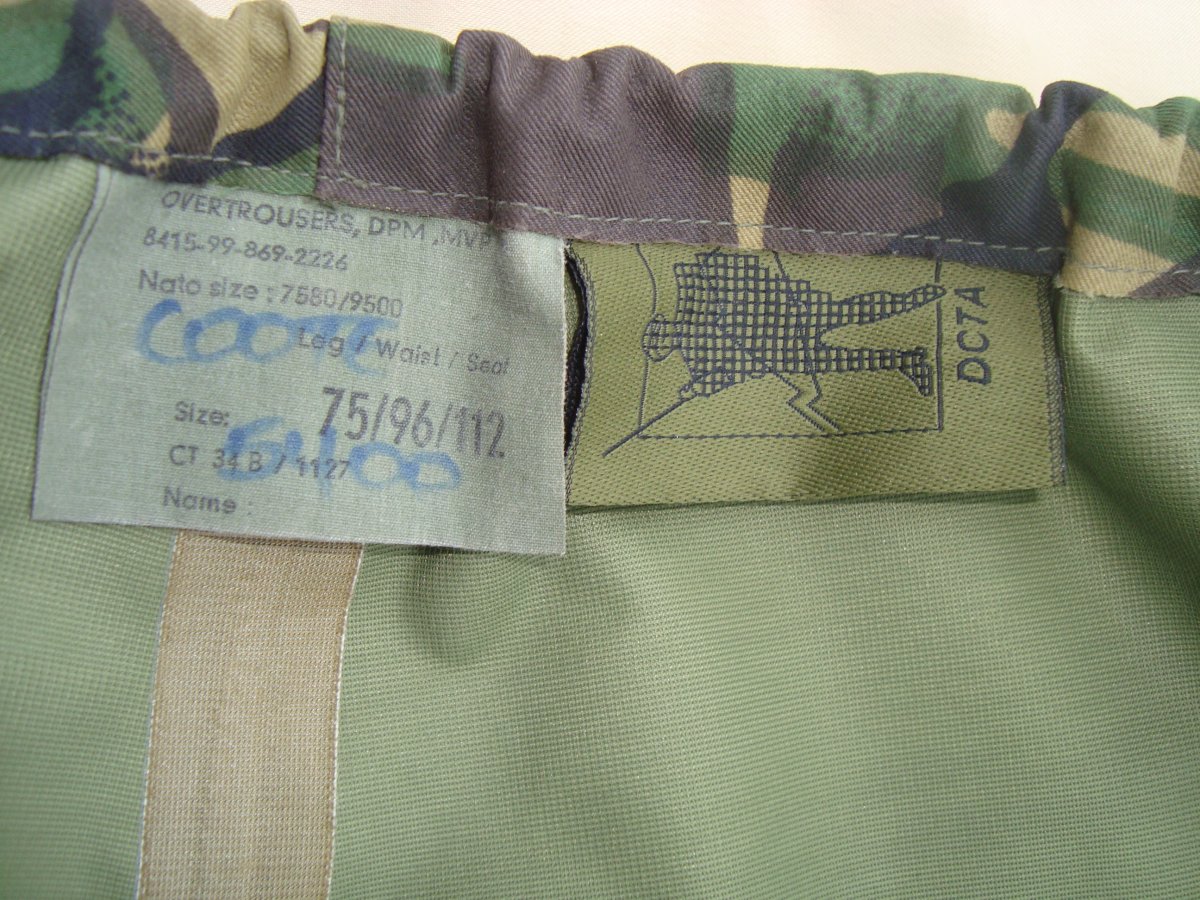 OVERTROUSERS, DPM ,MVP
8415-99-869-2226
Nato size : 7580/9500
COOTE
Leg / Waist / Seat
Size: 75/96/112
CT 34 B / 1127
Name :
DC7A